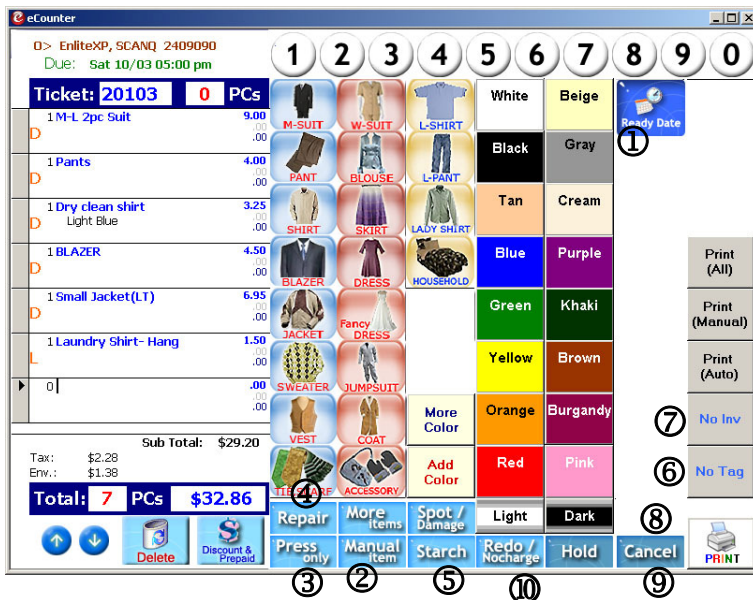 eCounter
O> EnliteXP, SCANQ 2409090
Due: Sat 10/03 05:00 pm
1 2 3 4 5 6 7 8 9 0
Ticket: 20103 0 PCs
1 M-L 2pc Suit 9.00
.00
D .00
1 Pants 4.00
.00
D .00
1 Dry clean shirt 3.25
Light Blue .00
D .00
1 BLAZER 4.50
.00
D .00
1 Small Jacket(LT) 6.95
.00
D .00
1 Laundry Shirt- Hang 1.50
.00
L .00
0 .00
.00
Sub Total: $29.20
Tax: $2.28
Env.: $1.38
Total: 7 PCs $32.86
Delete
Discount & Prepaid
M-SUIT W-SUIT L-SHIRT White Beige Ready Date
①
PANT BLOUSE L-PANT Black Gray
SHIRT SKIRT LADY SHIRT Tan Cream
BLAZER DRESS HOUSEHOLD Blue Purple Print
(All)
JACKET Fancy DRESS Green Khaki Print
(Manual)
SWEATER JUMPSUIT Yellow Brown Print
(Auto)
VEST COAT More Color Orange Burgandy ⑦ No Inv
TIE SCARF ACCESSORY Add Color Red Pink ⑥ No Tag
④
Repair More items Spot / Damage Light Dark ⑧
Press only Manual item Starch Redo / Nocharge Hold Cancel PRINT
③ ② ⑤ ⑩ ⑨